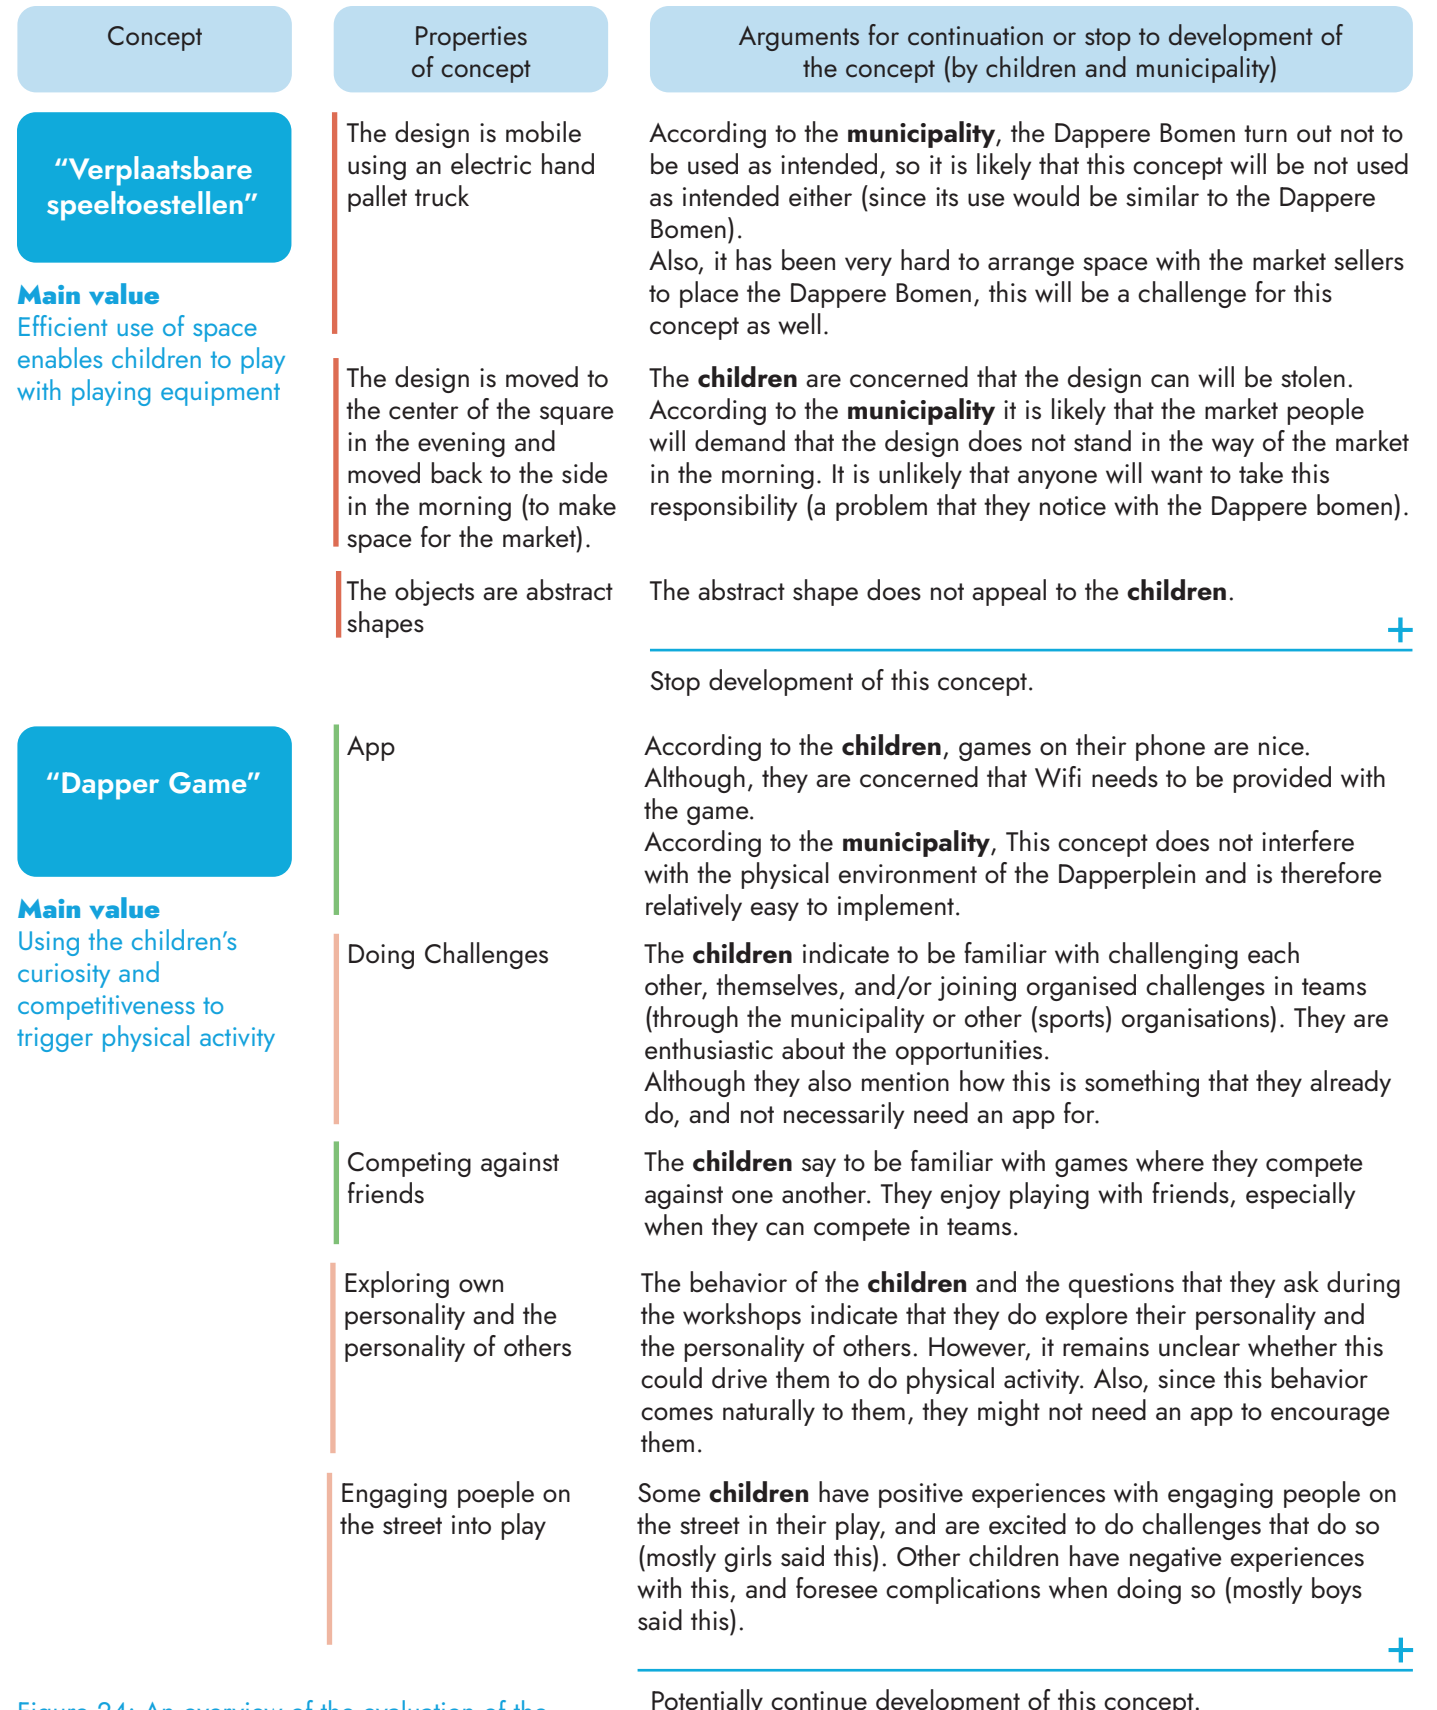 Concept
Properties
of concept
Arguments for continuation or stop to development of
the concept (by children and municipality)
“Verplaatsbare
speeltoestellen”
Main value
Efficient use of space
enables children to play
with playing equipment
The design is mobile
using an electric hand
pallet truck
According to the municipality, the Dappere Bomen turn out not to
be used as intended, so it is likely that this concept will be not used
as intended either (since its use would be similar to the Dappere
Bomen).
Also, it has been very hard to arrange space with the market sellers
to place the Dappere Bomen, this will be a challenge for this
concept as well.
The design is moved to
the center of the square
in the evening and
moved back to the side
in the morning (to make
space for the market).
The children are concerned that the design can will be stolen.
According to the municipality it is likely that the market people
will demand that the design does not stand in the way of the market
in the morning. It is unlikely that anyone will want to take this
responsibility (a problem that they notice with the Dappere bomen).
The objects are abstract
shapes
The abstract shape does not appeal to the children.
+
Stop development of this concept.
“Dapper Game”
Main value
Using the children’s
curiosity and
competitiveness to
trigger physical activity
App
According to the children, games on their phone are nice.
Although, they are concerned that Wifi needs to be provided with
the game.
According to the municipality, This concept does not interfere
with the physical environment of the Dapperplein and is therefore
relatively easy to implement.
Doing Challenges
The children indicate to be familiar with challenging each
other, themselves, and/or joining organised challenges in teams
(through the municipality or other (sports) organisations). They are
enthusiastic about the opportunities.
Although they also mention how this is something that they already
do, and not necessarily need an app for.
Competing against
friends
The children say to be familiar with games where they compete
against one another. They enjoy playing with friends, especially
when they can compete in teams.
Exploring own
personality and the
personality of others
The behavior of the children and the questions that they ask during
the workshops indicate that they do explore their personality and
the personality of others. However, it remains unclear whether this
could drive them to do physical activity. Also, since this behavior
comes naturally to them, they might not need an app to encourage
them.
Engaging poeple on
the street into play
Some children have positive experiences with engaging people on
the street in their play, and are excited to do challenges that do so
(mostly girls said this). Other children have negative experiences
with this, and foresee complications when doing so (mostly boys
said this).
+
Potentially continue development of this concept.
Figure 24: An overview of the evaluation of the